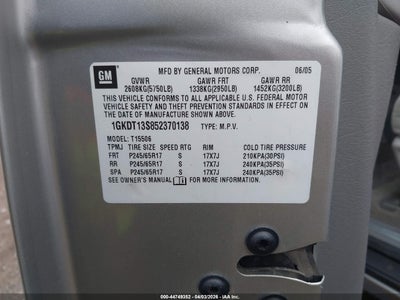 GM
MFD BY GENERAL MOTORS CORP. 06/05
GVWR GAWR FRT GAWR RR
2608KG(5750LB) 1338KG(2950LB) 1452KG(3200LB)
THIS VEHICLE CONFORMS TO ALL APPLICABLE U.S. FEDERAL MOTOR
VEHICLE SAFETY AND THEFT PREVENTION STANDARDS IN EFFECT ON
THE DATE OF MANUFACTURE SHOWN ABOVE.
1GKDT13S852370138 TYPE: M.P.V.
MODEL: T15506
TPMJ TIRE SIZE SPEED RTG RIM COLD TIRE PRESSURE
FRT P245/65R17 S 17X7J 210KPA(30PSI)
RR P245/65R17 S 17X7J 240KPA(35PSI)
SPA P245/65R17 S 17X7J 240KPA(35PSI)
SEE OWNER'S MANUAL FOR ADDITIONAL INFORMATION
IAA
© 44748352 - 04/03/2026 - IAAI.com